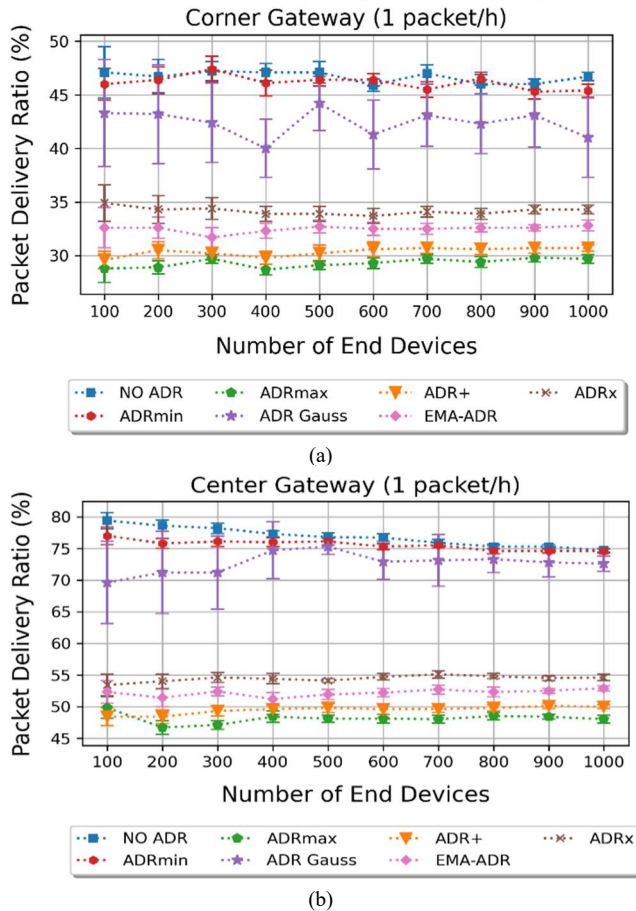 Corner Gateway (1 packet/h)
Packet Delivery Ratio (%)
50
45
40
35
30
100 200 300 400 500 600 700 800 900 1000
Number of End Devices
NO ADR ADRmax ADR+ ADRx
ADRmin ADR Gauss EMA-ADR
(a)
Center Gateway (1 packet/h)
Packet Delivery Ratio (%)
80
75
70
65
60
55
50
45
100 200 300 400 500 600 700 800 900 1000
Number of End Devices
NO ADR ADRmax ADR+ ADRx
ADRmin ADR Gauss EMA-ADR
(b)